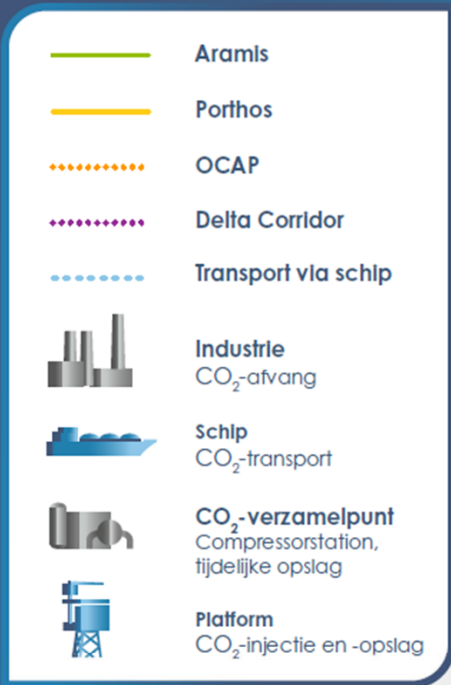 Aramis
Porthos
OCAP
Delta Corridor
Transport via schip
Industrie
CO₂-afvang
Schip
CO₂-transport
CO₂-verzamelpunt
Compressorstation,
tijdelijke opslag
Platform
CO₂-injectie en -opslag